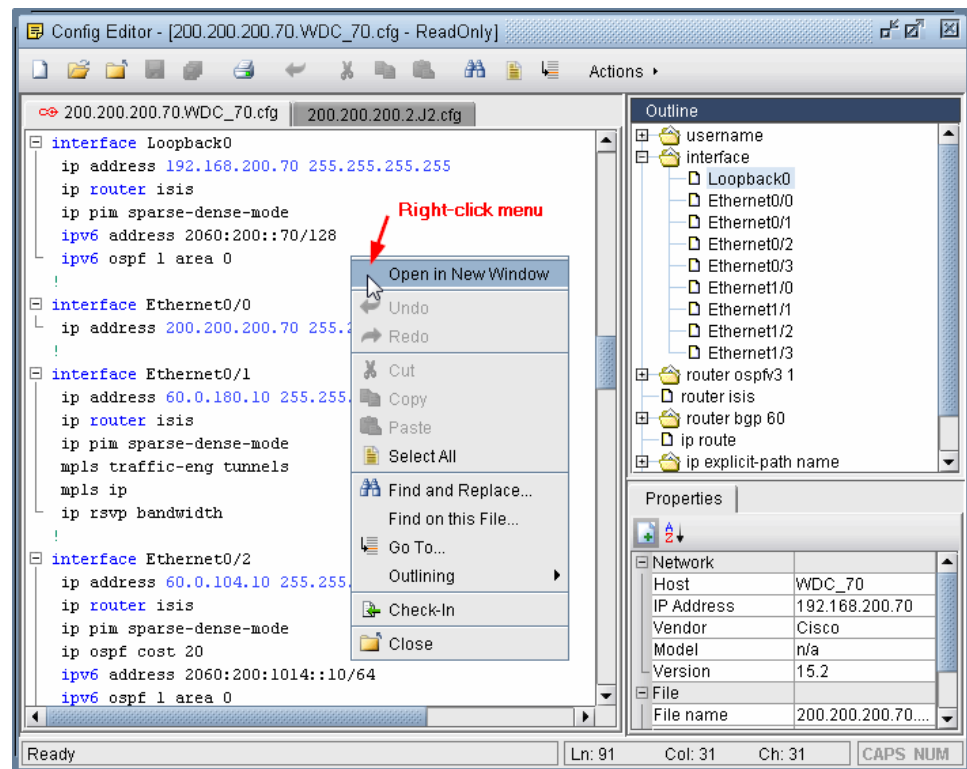 Config Editor - [200.200.200.70.WDC_70.cfg - ReadOnly]
Actions
200.200.200.70.WDC_70.cfg
200.200.200.2.J2.cfg
interface Loopback0
ip address 192.168.200.70 255.255.255.255
ip router isis
ip pim sparse-dense-mode
ipv6 address 2060:200::70/128
ipv6 ospf 1 area 0
!
interface Ethernet0/0
ip address 200.200.200.70 255.2
!
interface Ethernet0/1
ip address 60.0.180.10 255.255.
ip router isis
ip pim sparse-dense-mode
mpls traffic-eng tunnels
mpls ip
ip rsvp bandwidth
!
interface Ethernet0/2
ip address 60.0.104.10 255.255.
ip router isis
ip pim sparse-dense-mode
ip ospf cost 20
ipv6 address 2060:200:1014::10/64
ipv6 ospf 1 area 0
Right-click menu
Open in New Window
Undo
Redo
Cut
Copy
Paste
Select All
Find and Replace...
Find on this File...
Go To...
Outlining
Check-In
Close
Outline
username
interface
Loopback0
Ethernet0/0
Ethernet0/1
Ethernet0/2
Ethernet0/3
Ethernet1/0
Ethernet1/1
Ethernet1/2
Ethernet1/3
router ospfv3 1
router isis
router bgp 60
ip route
ip explicit-path name
Properties
Network
Host WDC_70
IP Address 192.168.200.70
Vendor Cisco
Model n/a
Version 15.2
File
File name 200.200.200.70....
Ready
Ln: 91 Col: 31 Ch: 31 CAPS NUM